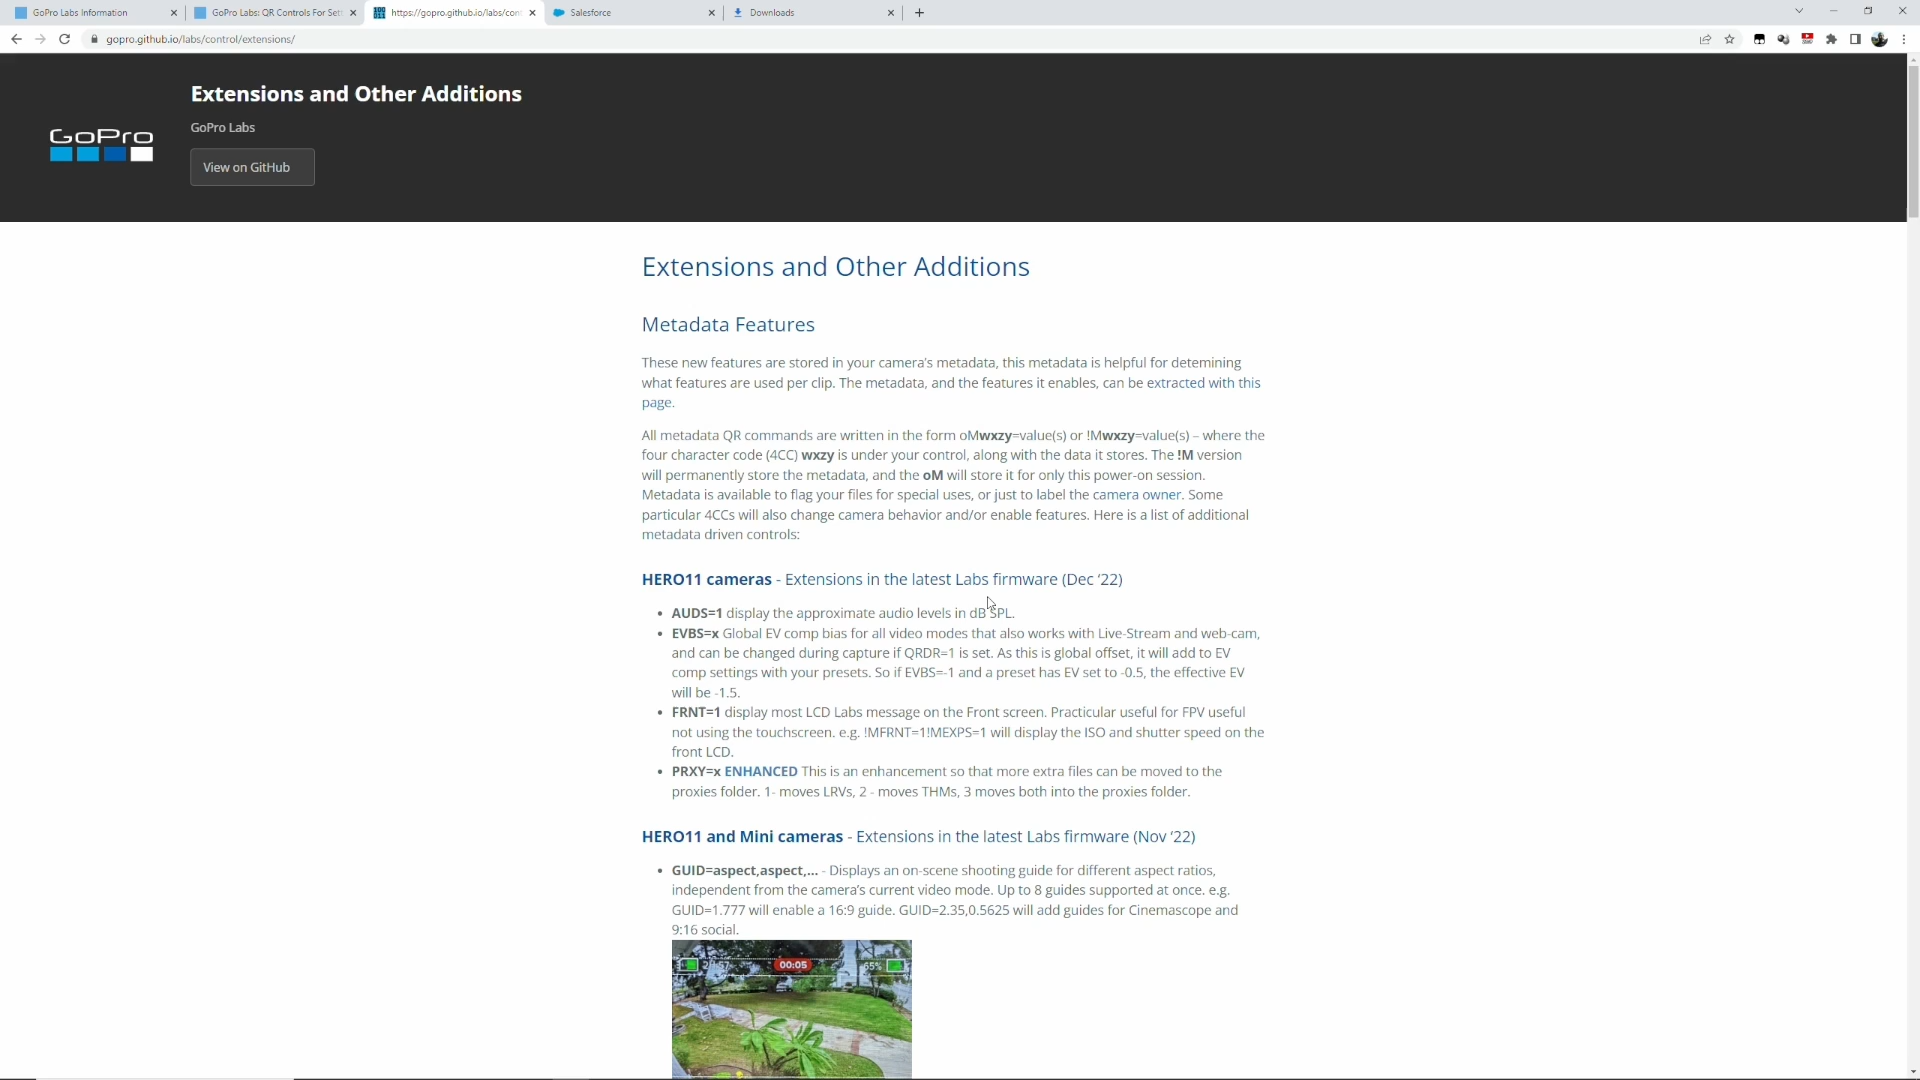 GoPro Labs Information
GoPro Labs: QR Controls For Set
https://gopro.github.io/labs/con
Salesforce
Downloads
gopro.github.io/labs/control/extensions/
Extensions and Other Additions
GoPro Labs
GoPro
View on GitHub
Extensions and Other Additions
Metadata Features
These new features are stored in your camera's metadata, this metadata is helpful for detemining
what features are used per clip. The metadata, and the features it enables, can be extracted with this
page.
All metadata QR commands are written in the form oMwxzy=value(s) or !Mwxzy=value(s) – where the
four character code (4CC) wxzy is under your control, along with the data it stores. The !M version
will permanently store the metadata, and the oM will store it for only this power-on session.
Metadata is available to flag your files for special uses, or just to label the camera owner. Some
particular 4CCs will also change camera behavior and/or enable features. Here is a list of additional
metadata driven controls:
HERO11 cameras - Extensions in the latest Labs firmware (Dec '22)
• AUDS=1 display the approximate audio levels in dB SPL.
• EVBS=x Global EV comp bias for all video modes that also works with Live-Stream and web-cam,
and can be changed during capture if QRDR=1 is set. As this is global offset, it will add to EV
comp settings with your presets. So if EVBS=-1 and a preset has EV set to -0.5, the effective EV
will be -1.5.
• FRNT=1 display most LCD Labs message on the Front screen. Practicular useful for FPV useful
not using the touchscreen. e.g. !MFRNT=1!MEXPS=1 will display the ISO and shutter speed on the
front LCD.
• PRXY=x ENHANCED This is an enhancement so that more extra files can be moved to the
proxies folder. 1- moves LRVs, 2 - moves THMs, 3 moves both into the proxies folder.
HERO11 and Mini cameras - Extensions in the latest Labs firmware (Nov '22)
• GUID=aspect,aspect,... - Displays an on-scene shooting guide for different aspect ratios,
independent from the camera's current video mode. Up to 8 guides supported at once. e.g.
GUID=1.777 will enable a 16:9 guide. GUID=2.35,0.5625 will add guides for Cinemascope and
9:16 social.
00:05 65%